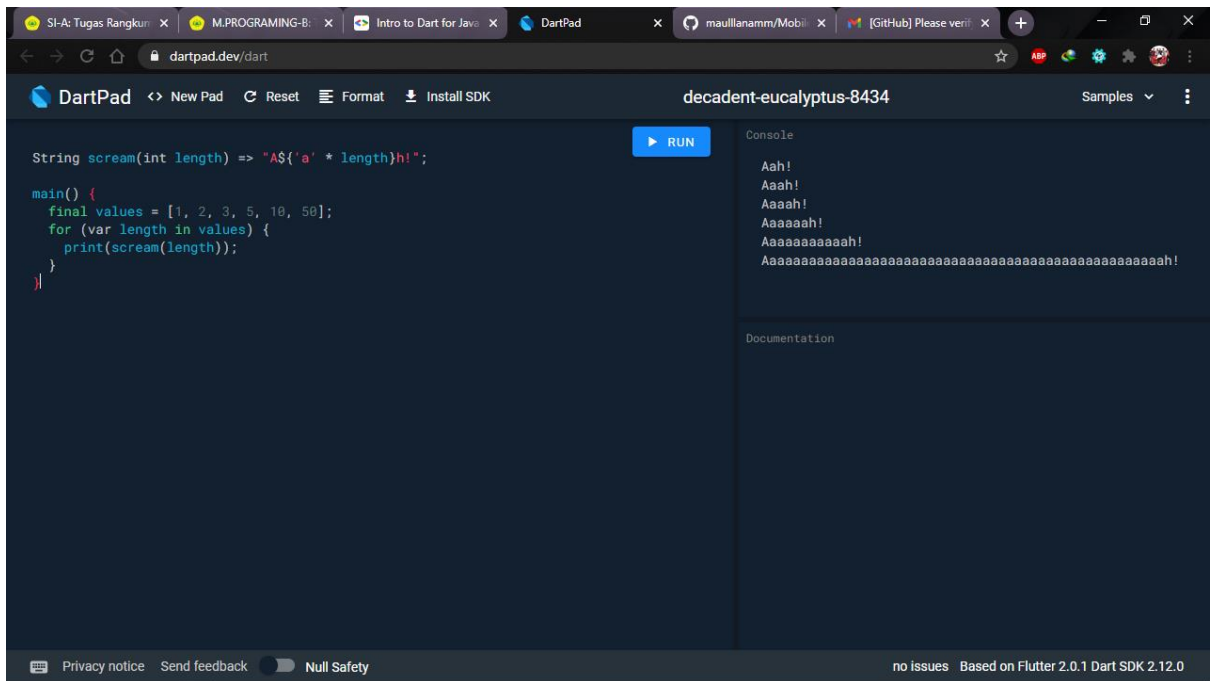 SI-A: Tugas Rangkum
M.PROGRAMING-B:
Intro to Dart for Java
DartPad
maulllanamm/Mobil
[GitHub] Please verif
dartpad.dev/dart
ABP
DartPad
<> New Pad
Reset
Format
Install SDK
decadent-eucalyptus-8434
Samples
RUN
String scream(int length) => "A${'a' * length}h!";
main() {
final values = [1, 2, 3, 5, 10, 50];
for (var length in values) {
print(scream(length));
}
}
Console
Aah!
Aaah!
Aaaah!
Aaaaaah!
Aaaaaaaaaaah!
Aaaaaaaaaaaaaaaaaaaaaaaaaaaaaaaaaaaaaaaaaaaaaaaaaaah!
Documentation
Privacy notice
Send feedback
Null Safety
no issues
Based on Flutter 2.0.1 Dart SDK 2.12.0